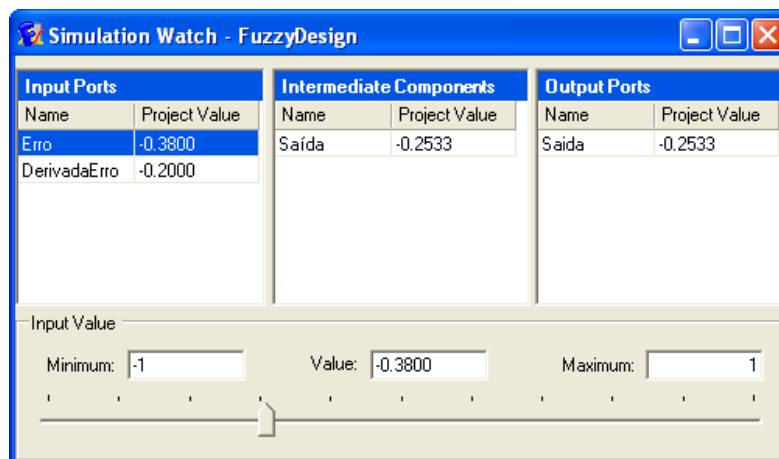 Simulation Watch - FuzzyDesign
Input Ports
Name Project Value
Erro -0.3800
DerivadaErro -0.2000
Intermediate Components
Name Project Value
Saída -0.2533
Output Ports
Name Project Value
Saida -0.2533
Input Value
Minimum: -1 Value: -0.3800 Maximum: 1